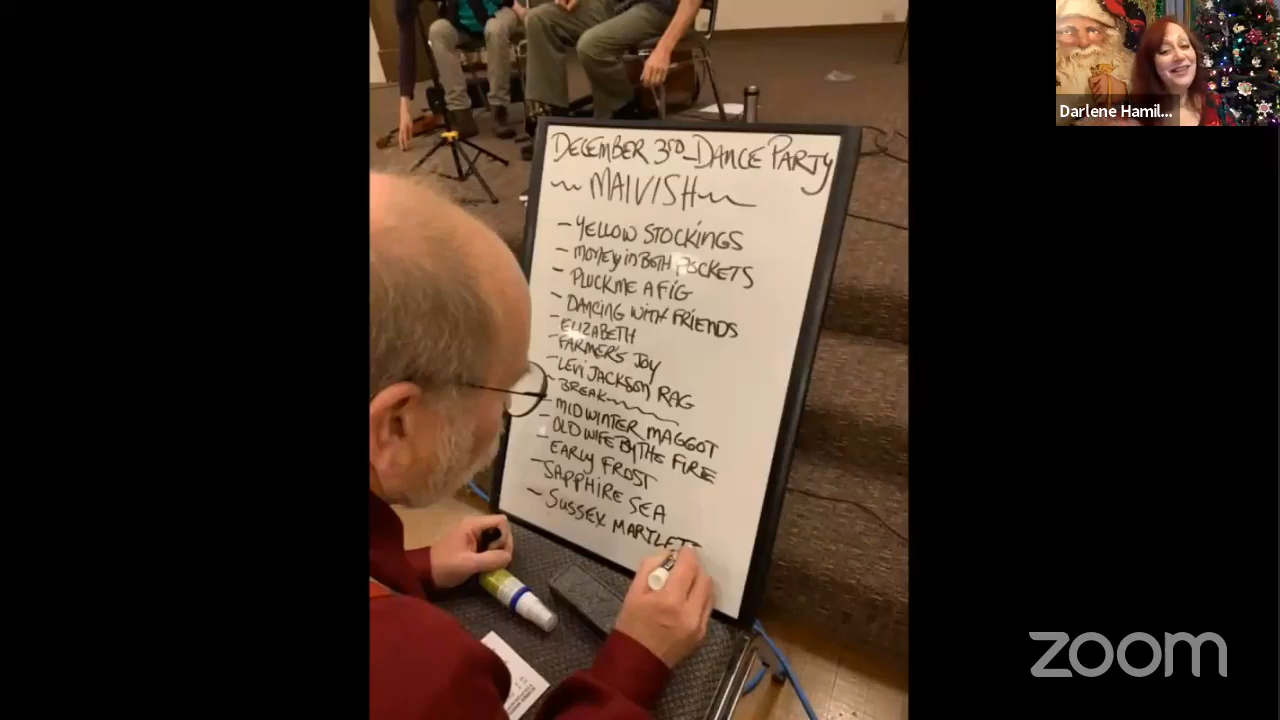 DECEMBER 3RD - DANCE PARTY
~ MAIVISH ~
- YELLOW STOCKINGS
- MONEY IN BOTH POCKETS
- PLUCK ME A FIG
- DANCING WITH FRIENDS
- ELIZABETH
- FARMER'S JOY
- LEVI JACKSON RAG
- BREAK
- MIDWINTER MAGGOT
- OLD WIFE BY THE FIRE
- EARLY FROST
- SAPPHIRE SEA
- SUSSEX MARTLETS
Darlene Hamil...
zoom